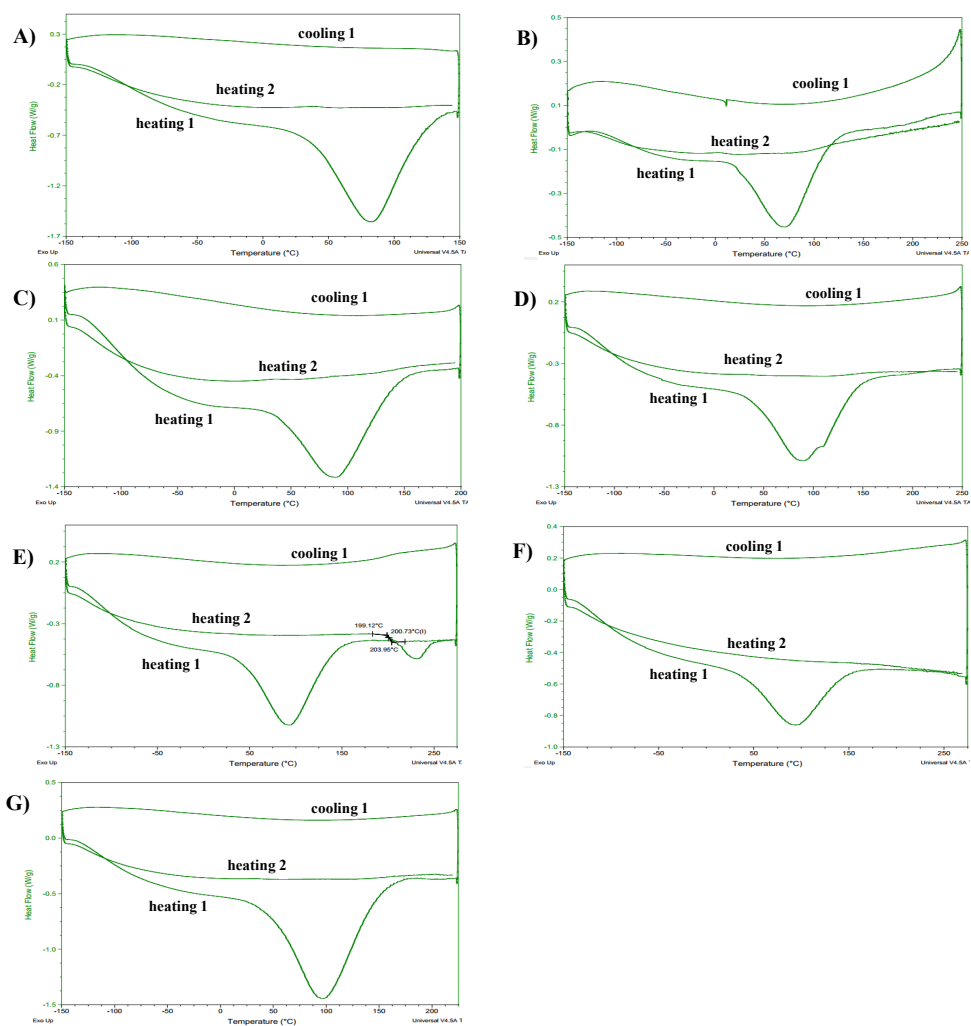 A)
0.3
-0.2
-0.7
-1.2
-1.7
Heat Flow (W/g)
cooling 1
heating 2
heating 1
-150 -100 -50 0 50 100 150
Exo Up
Temperature (°C)
Universal V4.5A TA
B)
0.5
0.3
0.1
-0.1
-0.3
-0.5
Heat Flow (W/g)
cooling 1
heating 2
heating 1
-150 -100 -50 0 50 100 150 200 250
Exo Up
Temperature (°C)
Universal V4.5A TA
C)
0.6
0.1
-0.4
-0.9
-1.4
Heat Flow (W/g)
cooling 1
heating 2
heating 1
-150 -100 -50 0 50 100 150 200
Exo Up
Temperature (°C)
Universal V4.5A TA
D)
0.2
-0.3
-0.8
-1.3
Heat Flow (W/g)
cooling 1
heating 2
heating 1
-150 -100 -50 0 50 100 150 200 250
Exo Up
Temperature (°C)
Universal V4.5A TA
E)
0.2
-0.3
-0.8
-1.3
Heat Flow (W/g)
cooling 1
heating 2
heating 1
199.12°C
200.73°C(I)
203.95°C
-150 -50 50 150 250
Exo Up
Temperature (°C)
Universal V4.5A TA
F)
0.4
0.2
0.0
-0.2
-0.4
-0.6
-0.8
-1.0
Heat Flow (W/g)
cooling 1
heating 2
heating 1
-150 -50 50 150 250
Exo Up
Temperature (°C)
Universal V4.5A TA
G)
0.5
0.0
-0.5
-1.0
-1.5
Heat Flow (W/g)
cooling 1
heating 2
heating 1
-150 -100 -50 0 50 100 150 200
Exo Up
Temperature (°C)
Universal V4.5A TA